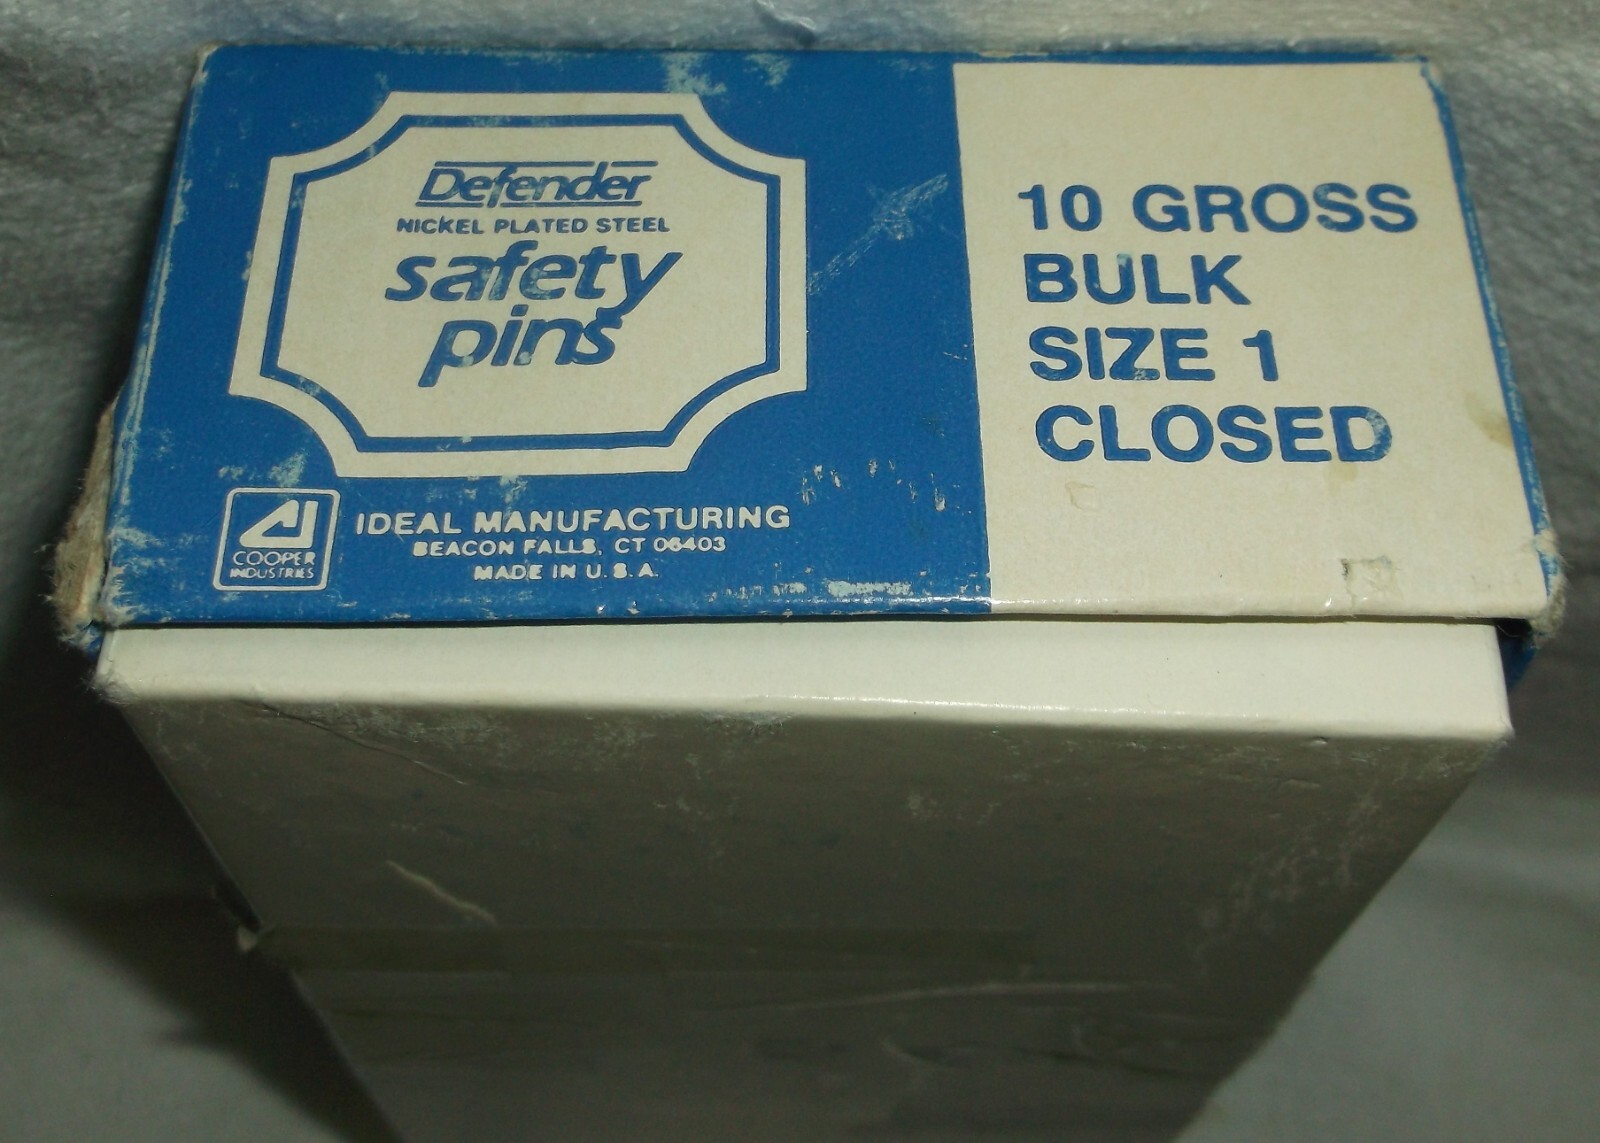 Defender
NICKEL PLATED STEEL
safety
pins
COOPER
INDUSTRIES
IDEAL MANUFACTURING
BEACON FALLS, CT 06403
MADE IN U.S.A.
10 GROSS
BULK
SIZE 1
CLOSED